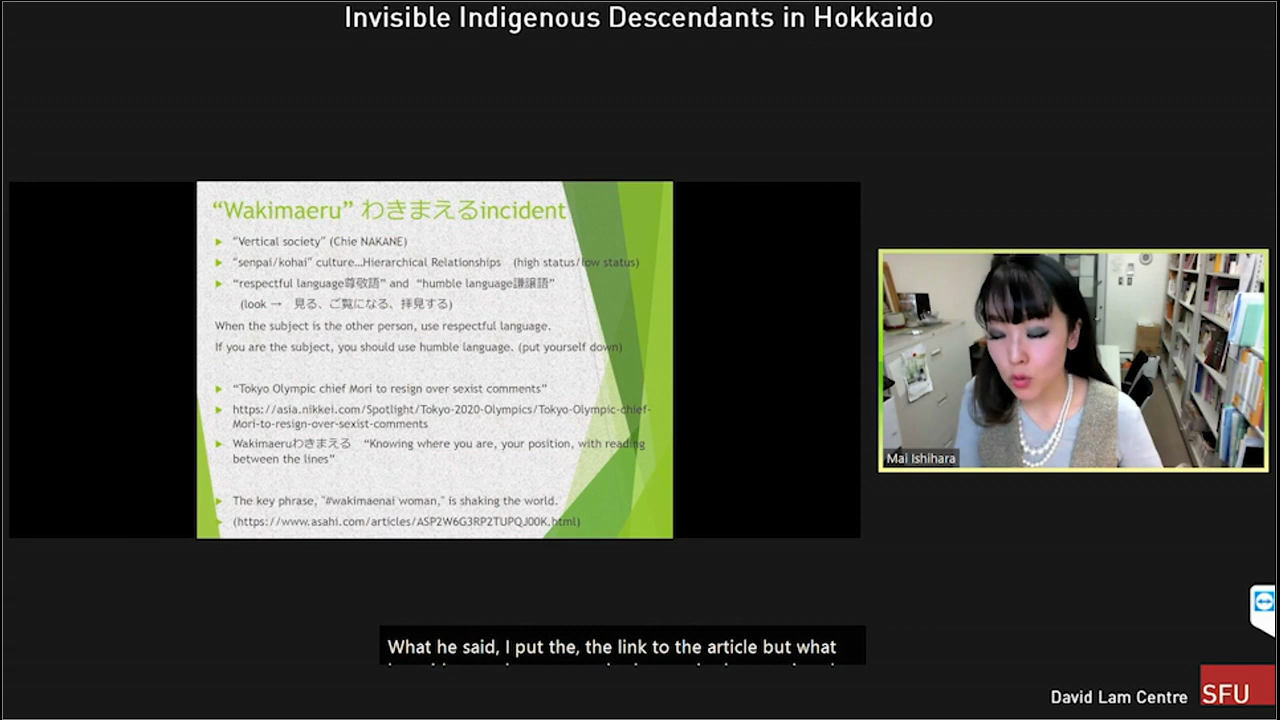 Invisible Indigenous Descendants in Hokkaido
“Wakimaeru” わきまえるincident
“Vertical society” (Chie NAKANE)
“senpai/kohai” culture…Hierarchical Relationships (high status/low status)
“respectful language尊敬語” and “humble language謙譲語”
(look → 見る、ご覧になる、拝見する)
When the subject is the other person, use respectful language.
If you are the subject, you should use humble language. (put yourself down)
“Tokyo Olympic chief Mori to resign over sexist comments”
https://asia.nikkei.com/Spotlight/Tokyo-2020-Olympics/Tokyo-Olympic-chief-
Mori-to-resign-over-sexist-comments
Wakimaeruわきまえる “Knowing where you are, your position, with reading
between the lines”
The key phrase, "#wakimaenai woman," is shaking the world.
(https://www.asahi.com/articles/ASP2W6G3RP2TUPQJ00K.html)
Mai Ishihara
What he said, I put the, the link to the article but what
David Lam Centre
SFU